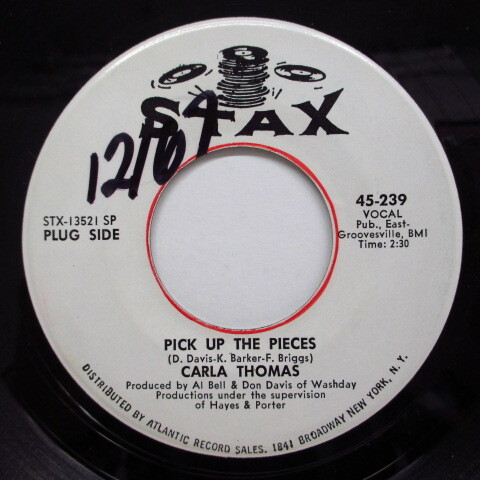 STAX
12/67
STX-13521 SP
PLUG SIDE
45-239
VOCAL
Pub., East-
Groovesville, BMI
Time: 2:30
PICK UP THE PIECES
(D. Davis-K. Barker-F. Briggs)
CARLA THOMAS
Produced by Al Bell & Don Davis of Washday
Productions under the supervision
of Hayes & Porter
DISTRIBUTED BY ATLANTIC RECORD SALES. 1841 BROADWAY NEW YORK, N. Y.